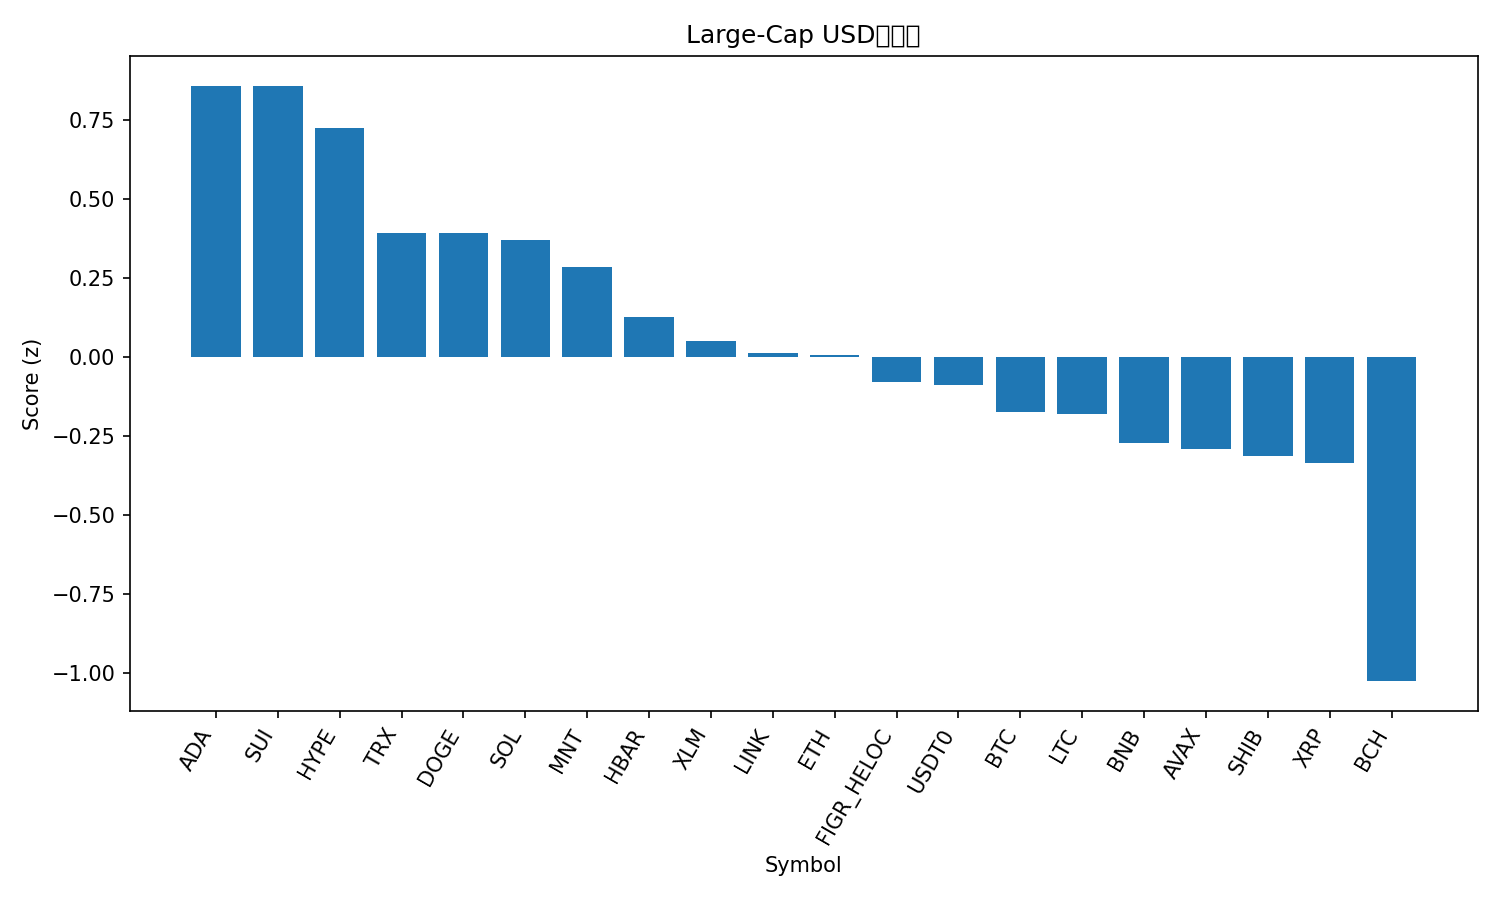 Large-Cap USD
Score (z)
0.75
0.50
0.25
0.00
−0.25
−0.50
−0.75
−1.00
ADA
SUI
HYPE
TRX
DOGE
SOL
MNT
HBAR
XLM
LINK
ETH
FIGR_HELOC
USDT0
BTC
LTC
BNB
AVAX
SHIB
XRP
BCH
Symbol